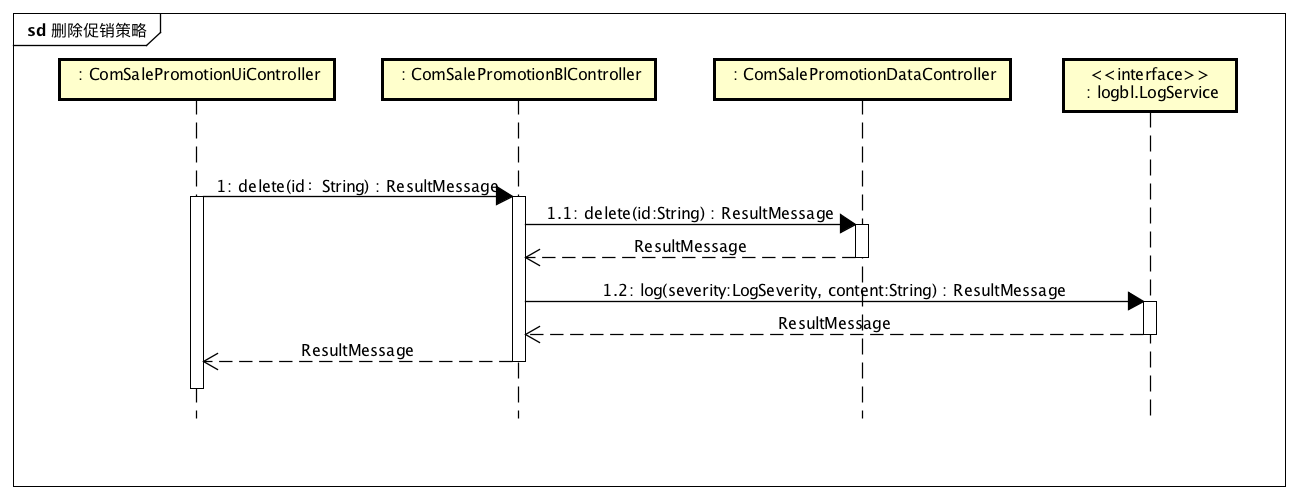 sd 删除促销策略
: ComSalePromotionUiController
: ComSalePromotionBlController
: ComSalePromotionDataController
<<interface>>
: logbl.LogService
1: delete(id：String) : ResultMessage
1.1: delete(id:String) : ResultMessage
ResultMessage
1.2: log(severity:LogSeverity, content:String) : ResultMessage
ResultMessage
ResultMessage